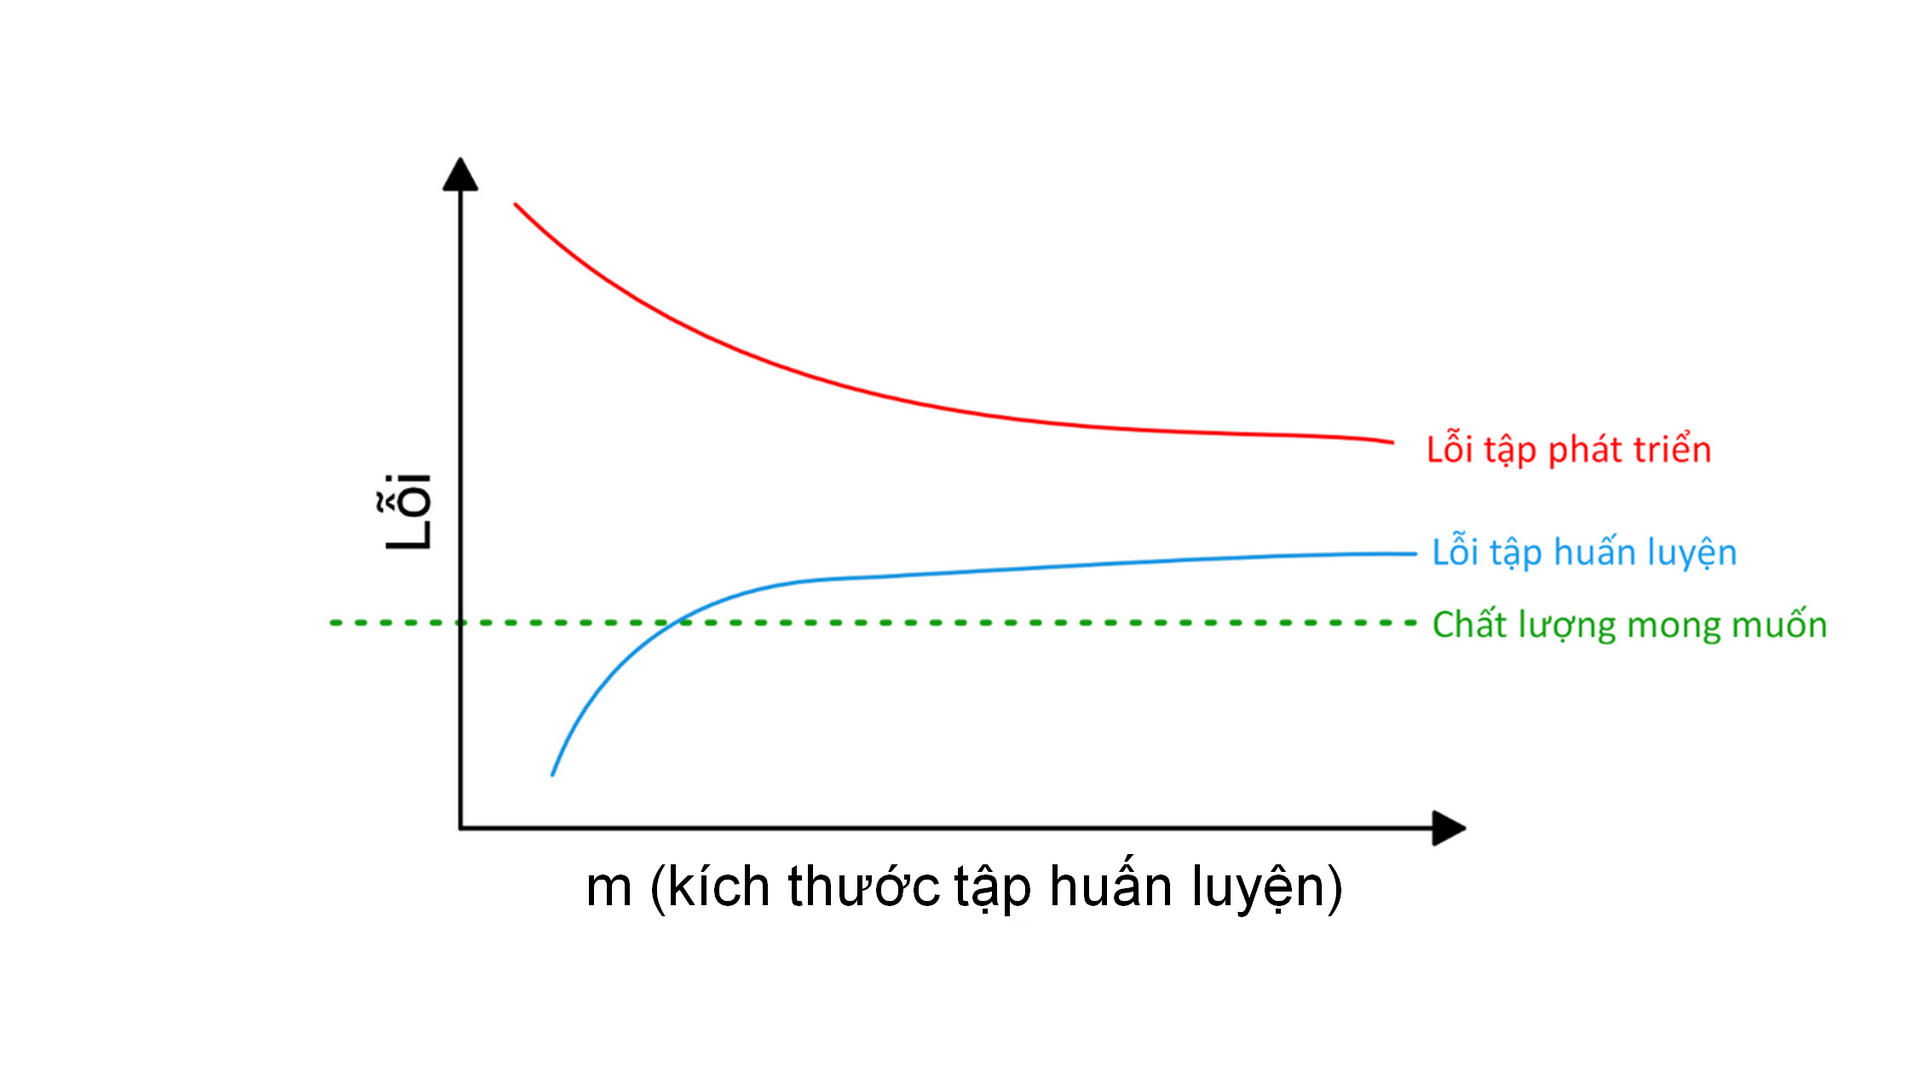 Lỗi
Lỗi tập phát triển
Lỗi tập huấn luyện
Chất lượng mong muốn
m (kích thước tập huấn luyện)